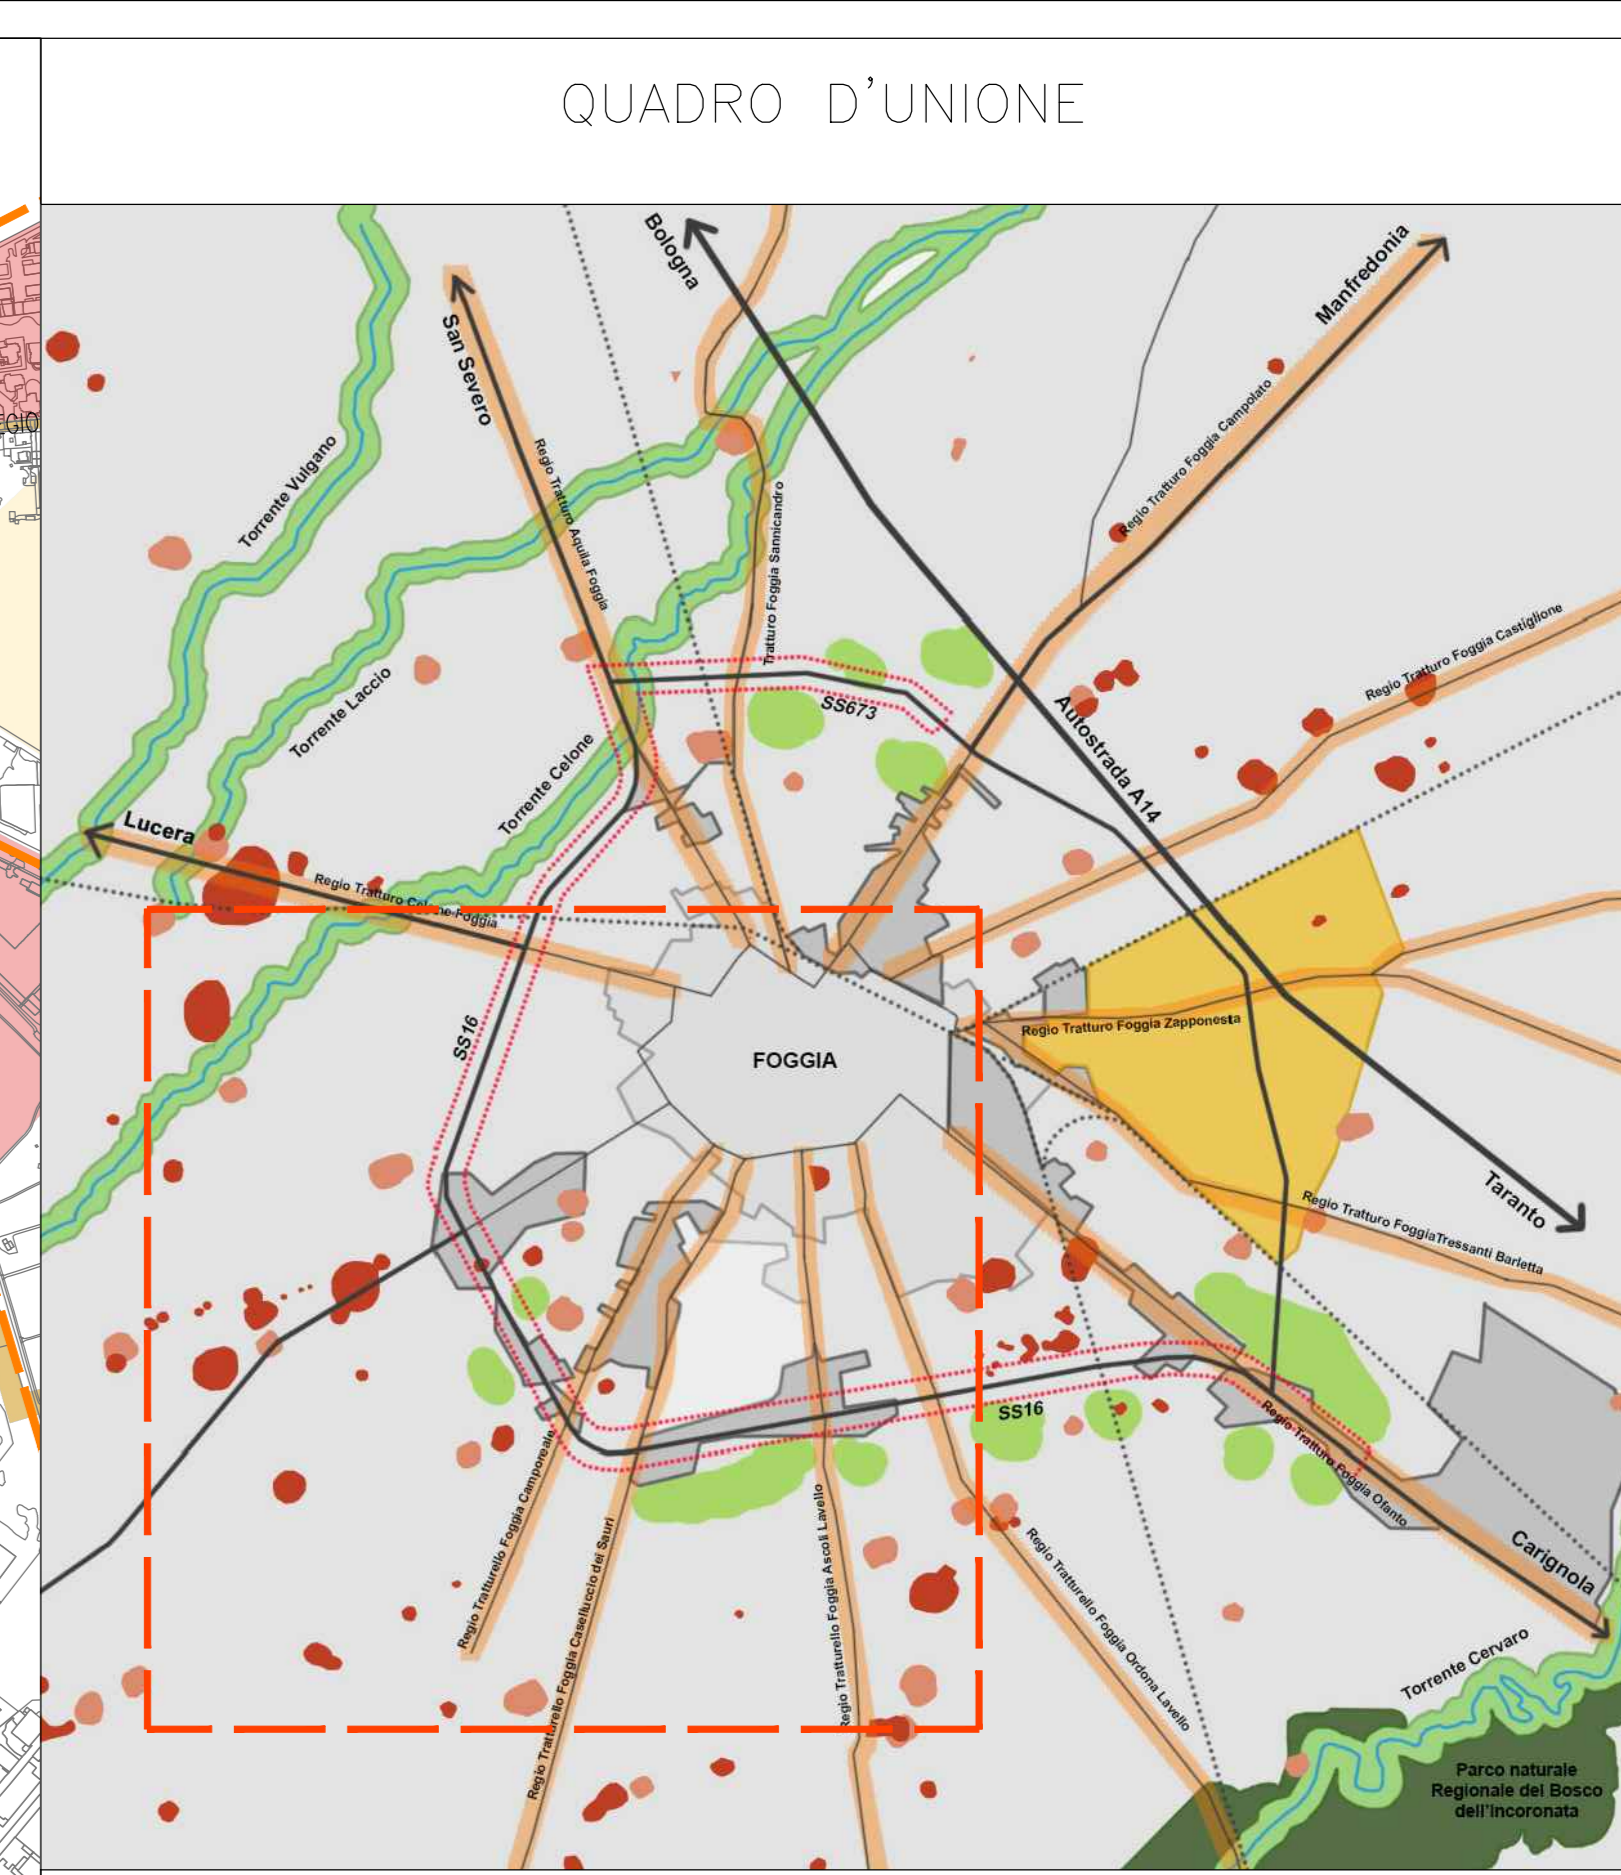 QUADRO D'UNIONE
Bologna
Manfredonia
San Severo
EGIO
Regio Tratturo Foggia Campolato
Torrente Vulgano
Regio Tratturo Aquila Foggia
Tratturo Foggia Sannicandro
Regio Tratturo Foggia Castiglione
Torrente Laccio
SS673
Autostrada A14
Torrente Celone
Lucera
Regio Tratturo Celone Foggia
SS16
Regio Tratturo Foggia Zapponesta
FOGGIA
Taranto
Regio Tratturo FoggiaTressanti Barletta
SS16
Regio Tratturo Foggia Ofanto
Regio Tratturello Foggia Camporeale
Regio Tratturello Foggia Castelluccio dei Sauri
Regio Tratturello Foggia Ascoli Lavello
Regio Tratturello Foggia Ordona Lavello
Carignola
Torrente Cervaro
Parco naturale
Regionale del Bosco
dell'Incoronata